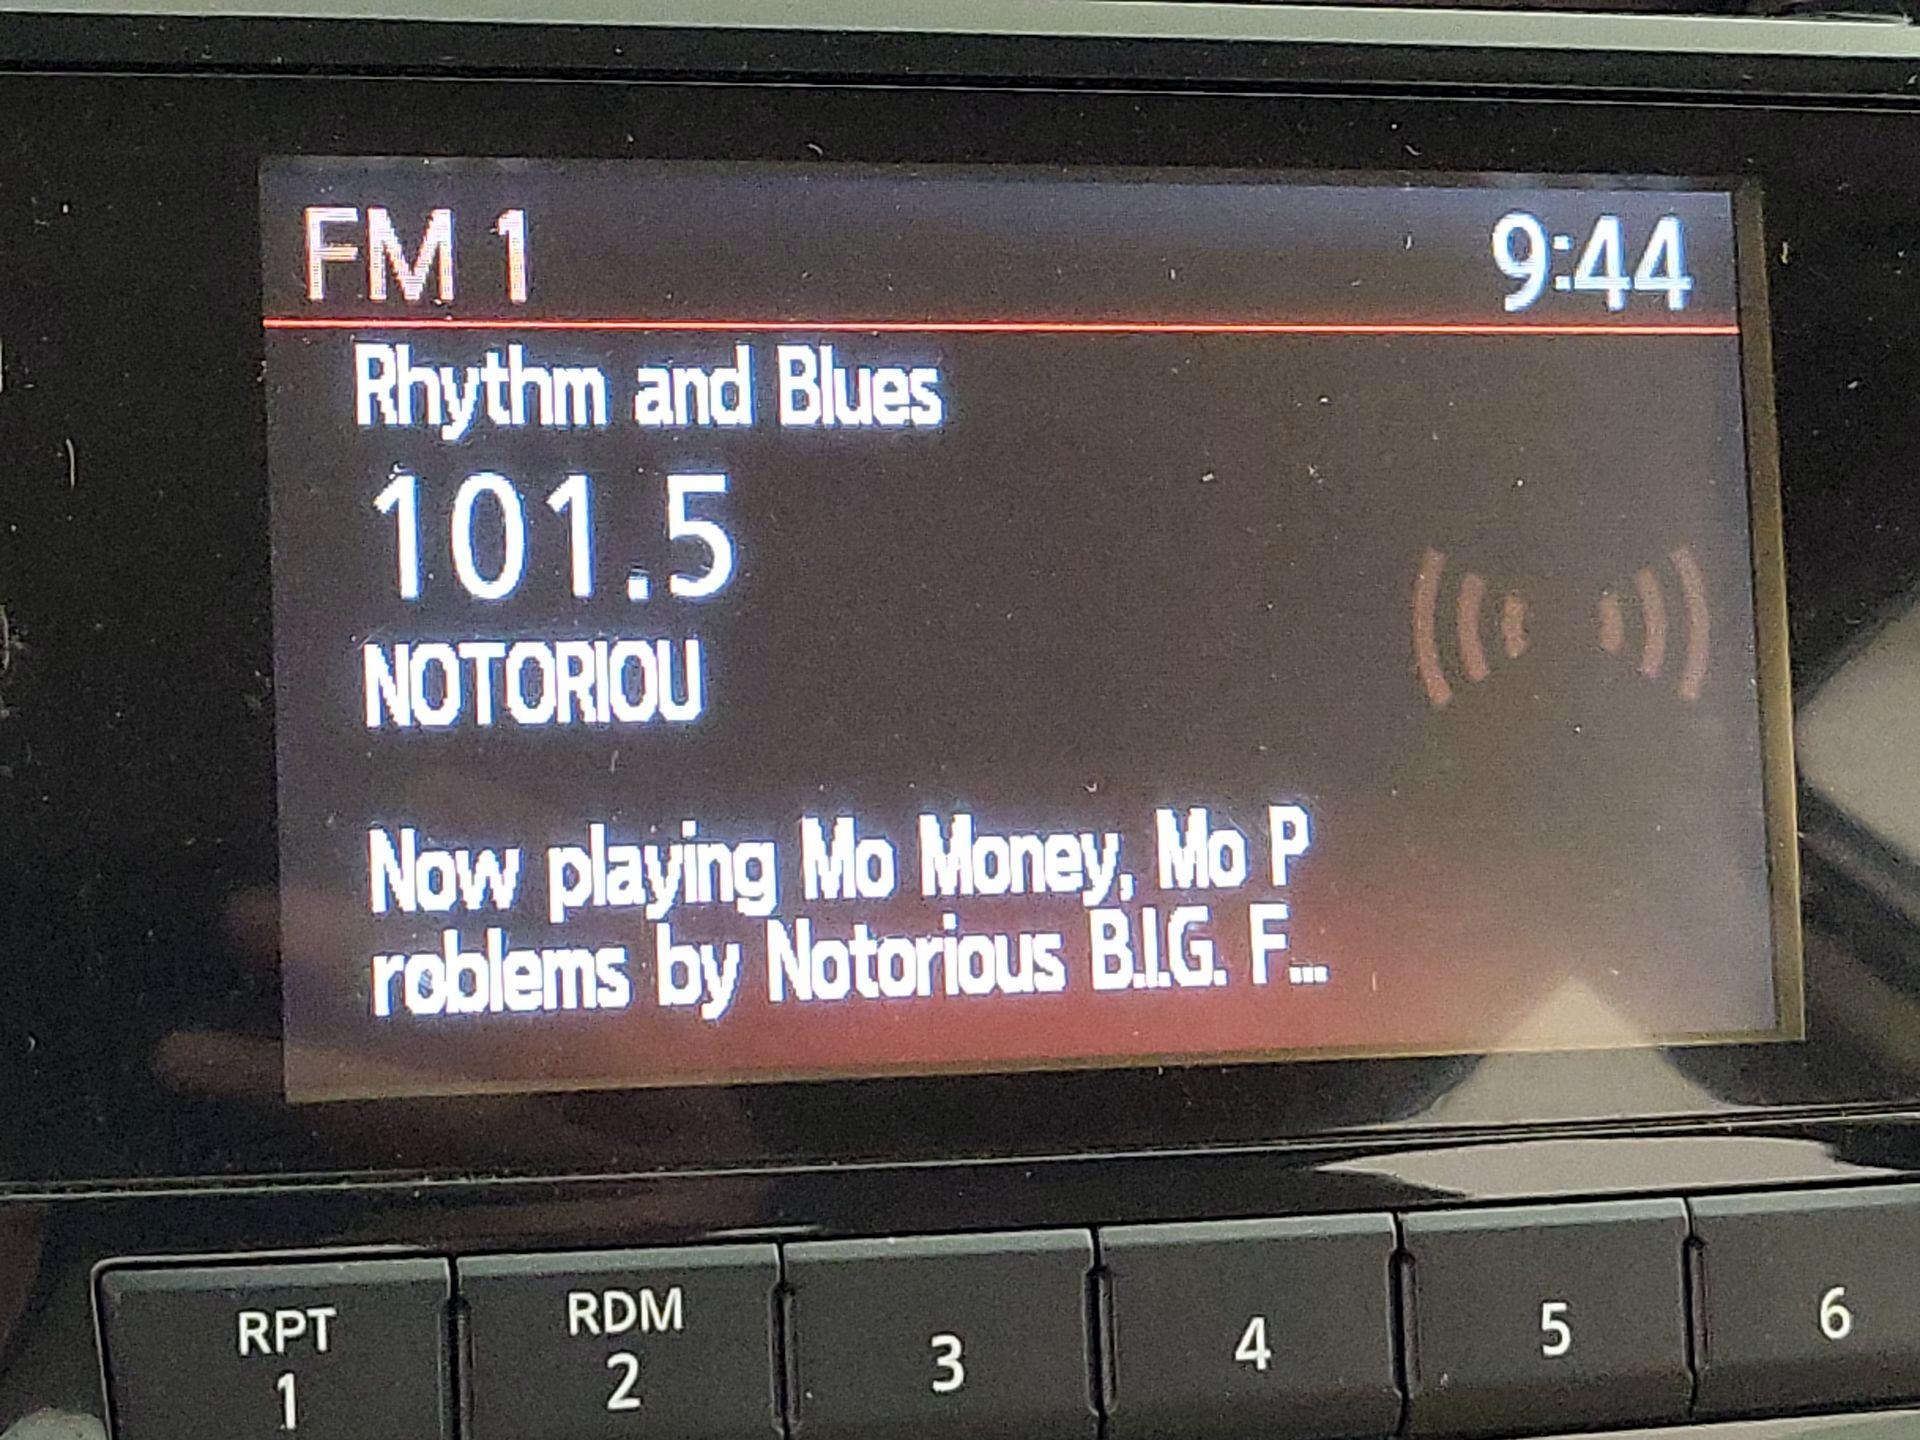 FM 1 9:44
Rhythm and Blues
101.5
NOTORIOU
Now playing Mo Money, Mo P
roblems by Notorious B.I.G. F...
RPT RDM
1 2 3 4 5 6